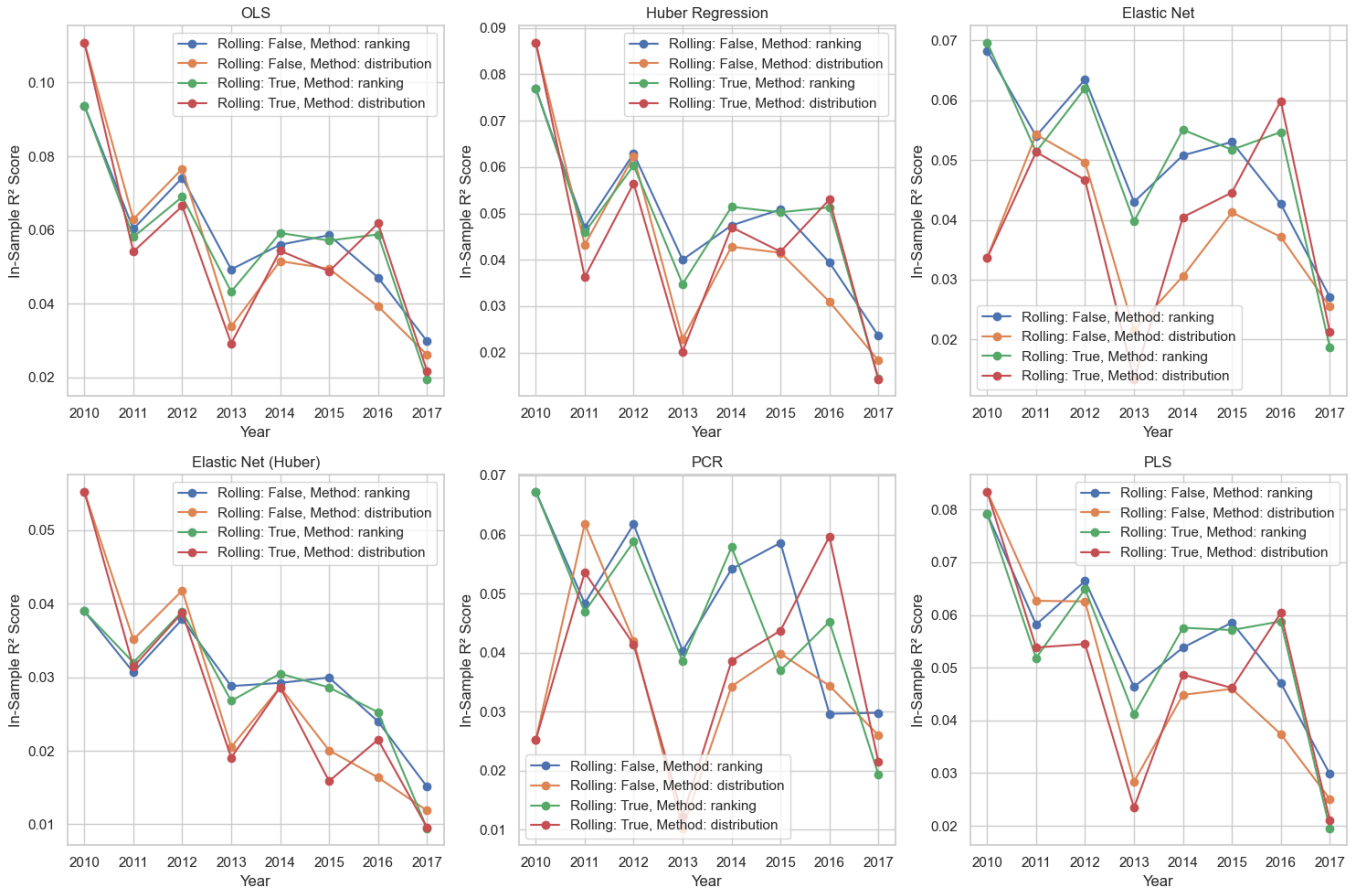 OLS
In-Sample R² Score
0.10
0.08
0.06
0.04
0.02
Rolling: False, Method: ranking
Rolling: False, Method: distribution
Rolling: True, Method: ranking
Rolling: True, Method: distribution
2010 2011 2012 2013 2014 2015 2016 2017
Year
Huber Regression
In-Sample R² Score
0.09
0.08
0.07
0.06
0.05
0.04
0.03
0.02
Rolling: False, Method: ranking
Rolling: False, Method: distribution
Rolling: True, Method: ranking
Rolling: True, Method: distribution
2010 2011 2012 2013 2014 2015 2016 2017
Year
Elastic Net
In-Sample R² Score
0.07
0.06
0.05
0.04
0.03
0.02
Rolling: False, Method: ranking
Rolling: False, Method: distribution
Rolling: True, Method: ranking
Rolling: True, Method: distribution
2010 2011 2012 2013 2014 2015 2016 2017
Year
Elastic Net (Huber)
In-Sample R² Score
0.05
0.04
0.03
0.02
0.01
Rolling: False, Method: ranking
Rolling: False, Method: distribution
Rolling: True, Method: ranking
Rolling: True, Method: distribution
2010 2011 2012 2013 2014 2015 2016 2017
Year
PCR
In-Sample R² Score
0.07
0.06
0.05
0.04
0.03
0.02
0.01
Rolling: False, Method: ranking
Rolling: False, Method: distribution
Rolling: True, Method: ranking
Rolling: True, Method: distribution
2010 2011 2012 2013 2014 2015 2016 2017
Year
PLS
In-Sample R² Score
0.08
0.07
0.06
0.05
0.04
0.03
0.02
Rolling: False, Method: ranking
Rolling: False, Method: distribution
Rolling: True, Method: ranking
Rolling: True, Method: distribution
2010 2011 2012 2013 2014 2015 2016 2017
Year